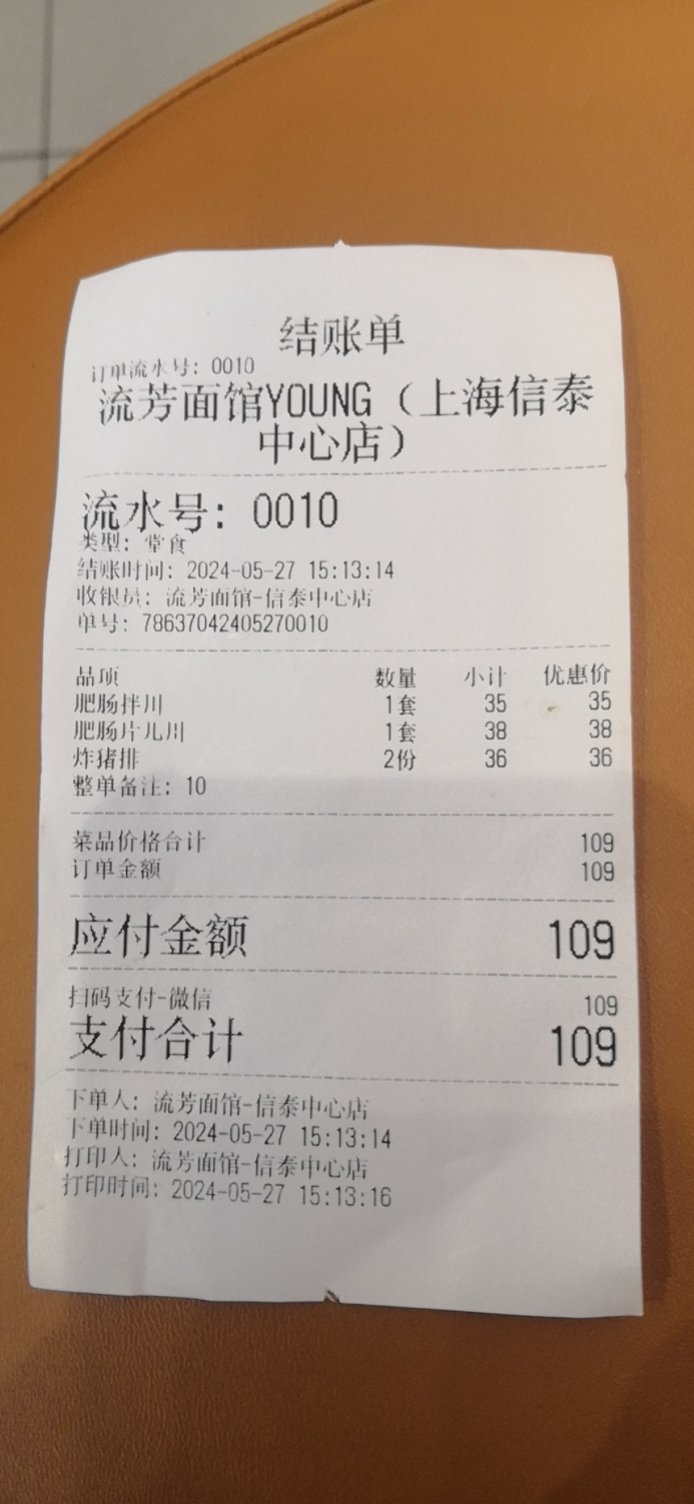 结账单
订单流水号: 0010
流芳面馆YOUNG（上海信泰
中心店）
流水号: 0010
类型: 堂食
结账时间: 2024-05-27 15:13:14
收银员: 流芳面馆-信泰中心店
单号: 78637042405270010
品项 数量 小计 优惠价
肥肠拌川 1套 35 35
肥肠片儿川 1套 38 38
炸猪排 2份 36 36
整单备注: 10
菜品价格合计 109
订单金额 109
应付金额 109
扫码支付-微信 109
支付合计 109
下单人: 流芳面馆-信泰中心店
下单时间: 2024-05-27 15:13:14
打印人: 流芳面馆-信泰中心店
打印时间: 2024-05-27 15:13:16